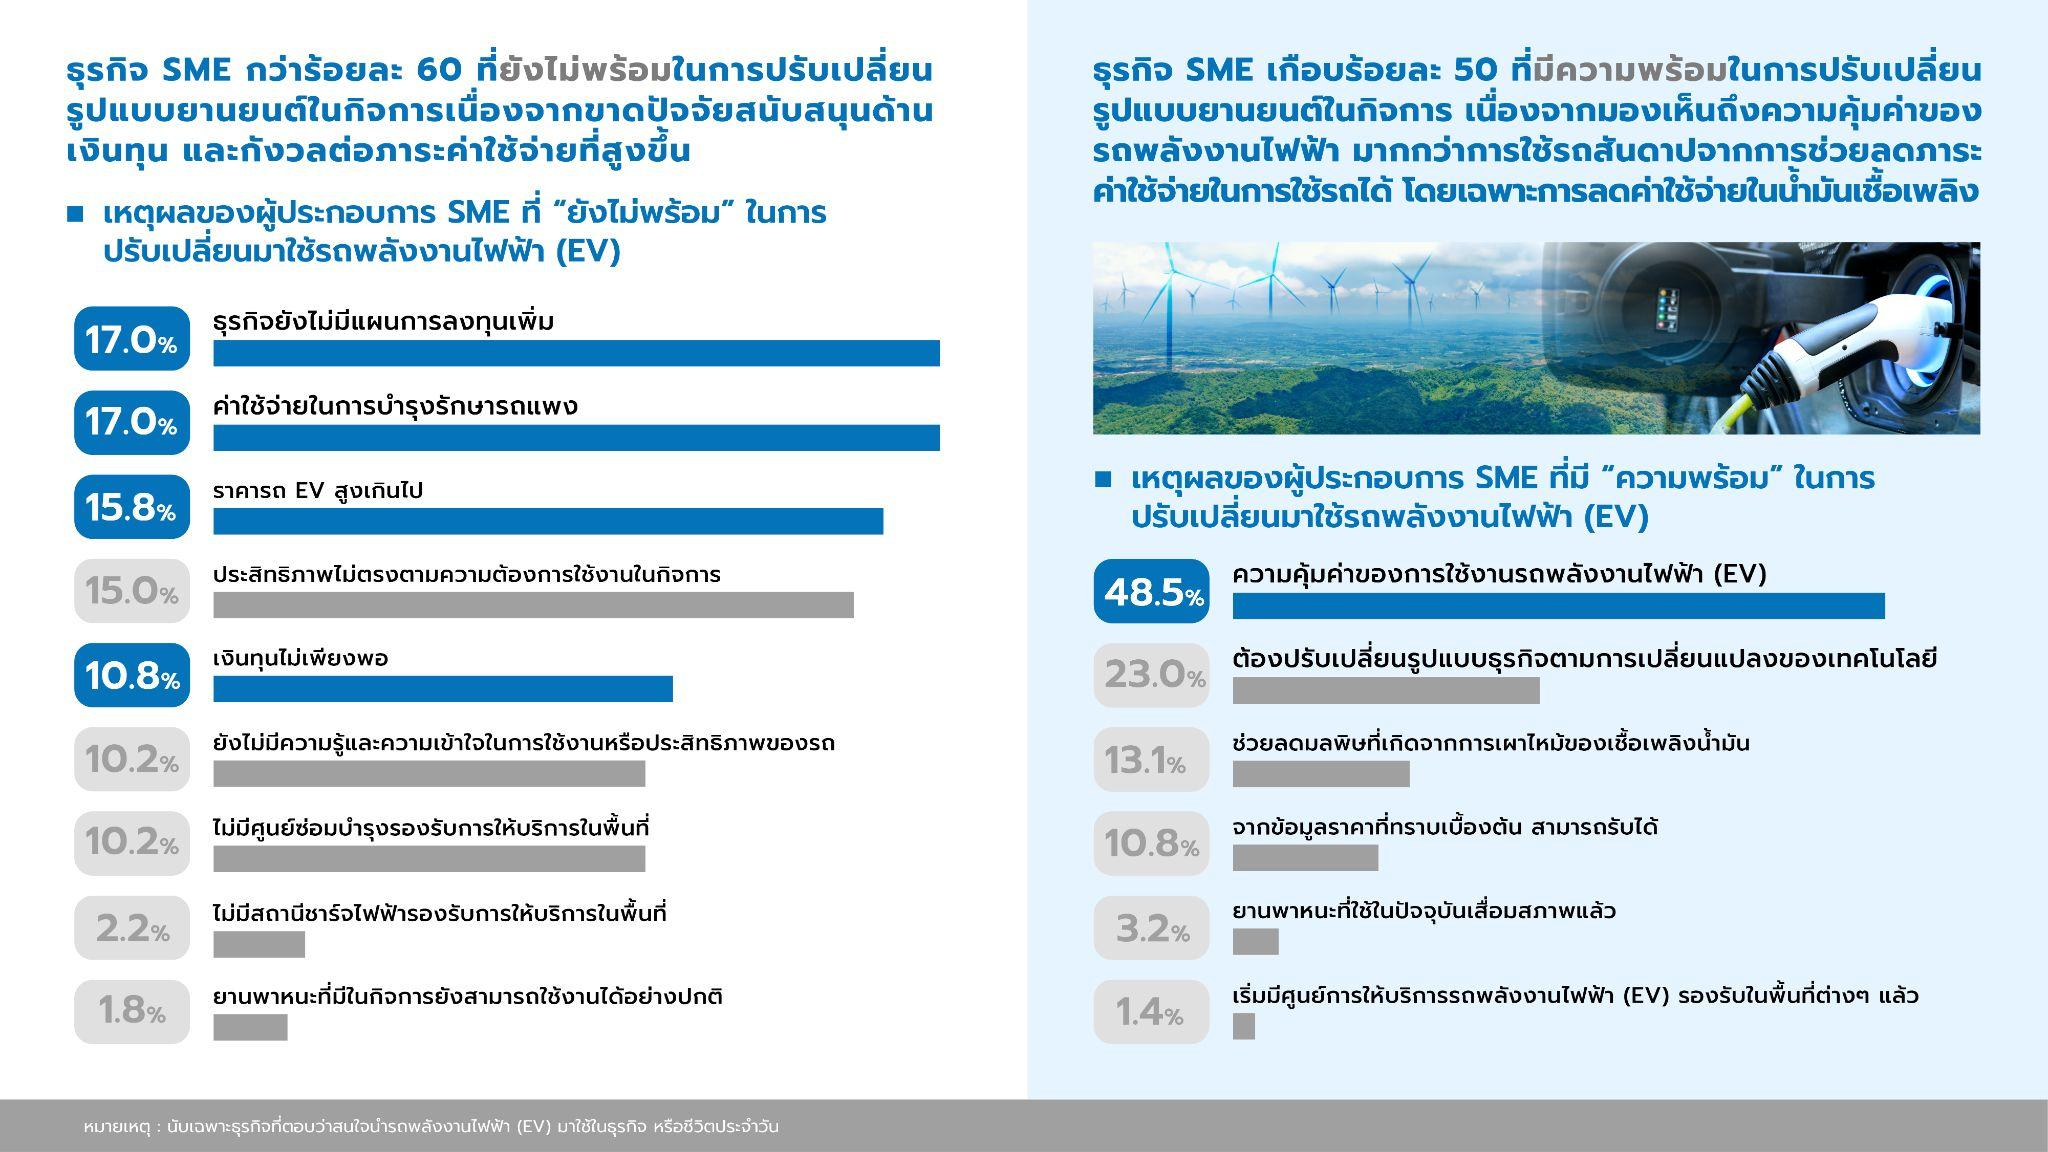 ธุรกิจ SME กว่าร้อยละ 60 ที่ยังไม่พร้อมในการปรับเปลี่ยน
รูปแบบยานยนต์ในกิจการเนื่องจากขาดปัจจัยสนับสนุนด้าน
เงินทุน และกังวลต่อภาระค่าใช้จ่ายที่สูงขึ้น
■ เหตุผลของผู้ประกอบการ SME ที่ “ยังไม่พร้อม” ในการ
ปรับเปลี่ยนมาใช้รถพลังงานไฟฟ้า (EV)
17.0% ธุรกิจยังไม่มีแผนการลงทุนเพิ่ม
17.0% ค่าใช้จ่ายในการบำรุงรักษารถแพง
15.8% ราคารถ EV สูงเกินไป
15.0% ประสิทธิภาพไม่ตรงตามความต้องการใช้งานในกิจการ
10.8% เงินทุนไม่เพียงพอ
10.2% ยังไม่มีความรู้และความเข้าใจในการใช้งานหรือประสิทธิภาพของรถ
10.2% ไม่มีศูนย์ซ่อมบำรุงรองรับการให้บริการในพื้นที่
2.2% ไม่มีสถานีชาร์จไฟฟ้ารองรับการให้บริการในพื้นที่
1.8% ยานพาหนะที่มีในกิจการยังสามารถใช้งานได้อย่างปกติ
ธุรกิจ SME เกือบร้อยละ 50 ที่มีความพร้อมในการปรับเปลี่ยน
รูปแบบยานยนต์ในกิจการ เนื่องจากมองเห็นถึงความคุ้มค่าของ
รถพลังงานไฟฟ้า มากกว่าการใช้รถสันดาปจากการช่วยลดภาระ
ค่าใช้จ่ายในการใช้รถได้ โดยเฉพาะการลดค่าใช้จ่ายในน้ำมันเชื้อเพลิง
■ เหตุผลของผู้ประกอบการ SME ที่มี “ความพร้อม” ในการ
ปรับเปลี่ยนมาใช้รถพลังงานไฟฟ้า (EV)
48.5% ความคุ้มค่าของการใช้งานรถพลังงานไฟฟ้า (EV)
23.0% ต้องปรับเปลี่ยนรูปแบบธุรกิจตามการเปลี่ยนแปลงของเทคโนโลยี
13.1% ช่วยลดมลพิษที่เกิดจากการเผาไหม้ของเชื้อเพลิงน้ำมัน
10.8% จากข้อมูลราคาที่ทราบเบื้องต้น สามารถรับได้
3.2% ยานพาหนะที่ใช้ในปัจจุบันเสื่อมสภาพแล้ว
1.4% เริ่มมีศูนย์การให้บริการรถพลังงานไฟฟ้า (EV) รองรับในพื้นที่ต่างๆ แล้ว
หมายเหตุ : นับเฉพาะธุรกิจที่ตอบว่าสนใจนำรถพลังงานไฟฟ้า (EV) มาใช้ในธุรกิจ หรือชีวิตประจำวัน